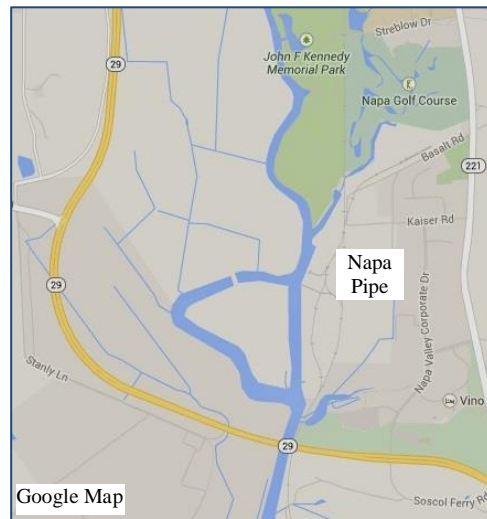 Streblow Dr
29
John F Kennedy
Memorial Park
Napa Golf Course
Basalt Rd
221
Kaiser Rd
Napa
Pipe
29
Napa Valley Corporate Dr
Stanly Ln
Vino
29
Google Map
Soscol Ferry Rd